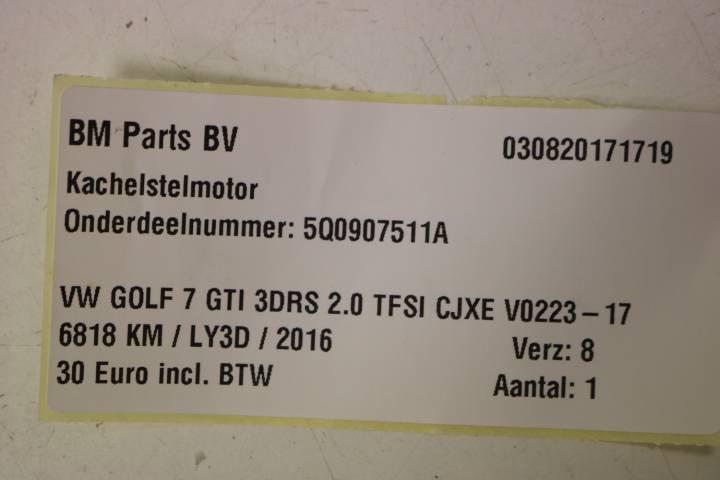 BM Parts BV 030820171719
Kachelstelmotor
Onderdeelnummer: 5Q0907511A
VW GOLF 7 GTI 3DRS 2.0 TFSI CJXE V0223-17
6818 KM / LY3D / 2016 Verz: 8
30 Euro incl. BTW Aantal: 1